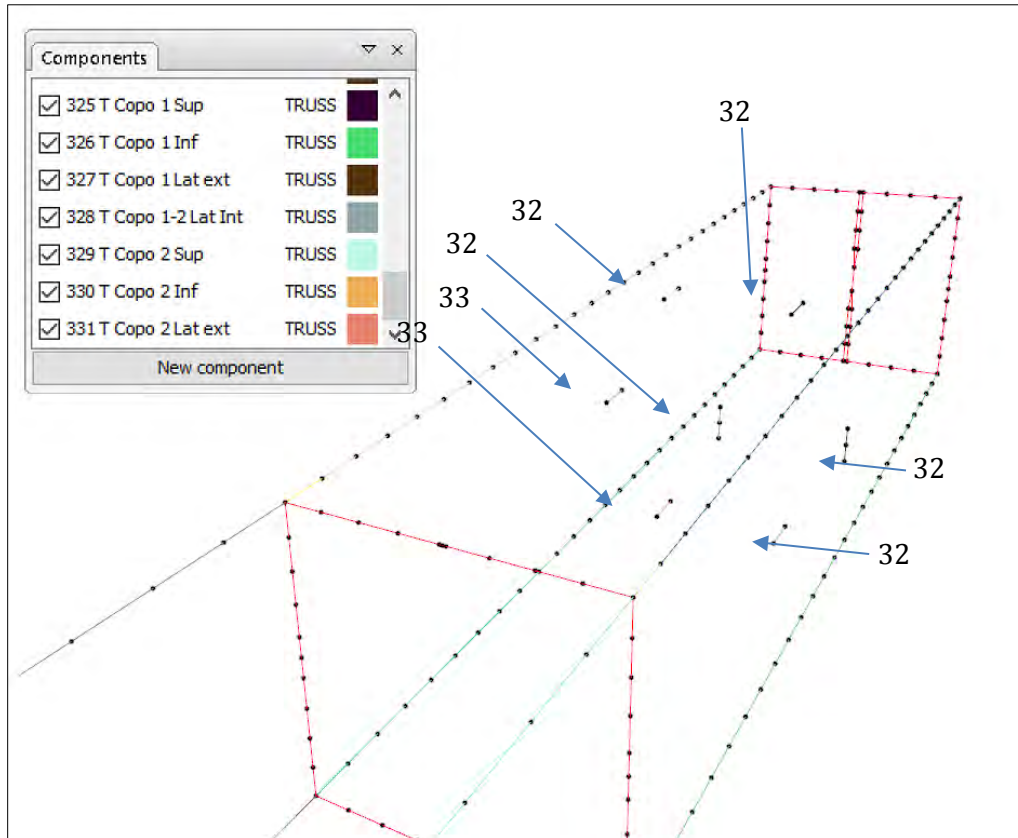 Components
325 T Copo 1 Sup TRUSS
326 T Copo 1 Inf TRUSS
327 T Copo 1 Lat ext TRUSS
328 T Copo 1-2 Lat Int TRUSS
329 T Copo 2 Sup TRUSS
330 T Copo 2 Inf TRUSS
331 T Copo 2 Lat ext TRUSS
New component
32
32
32
33
33
32
32